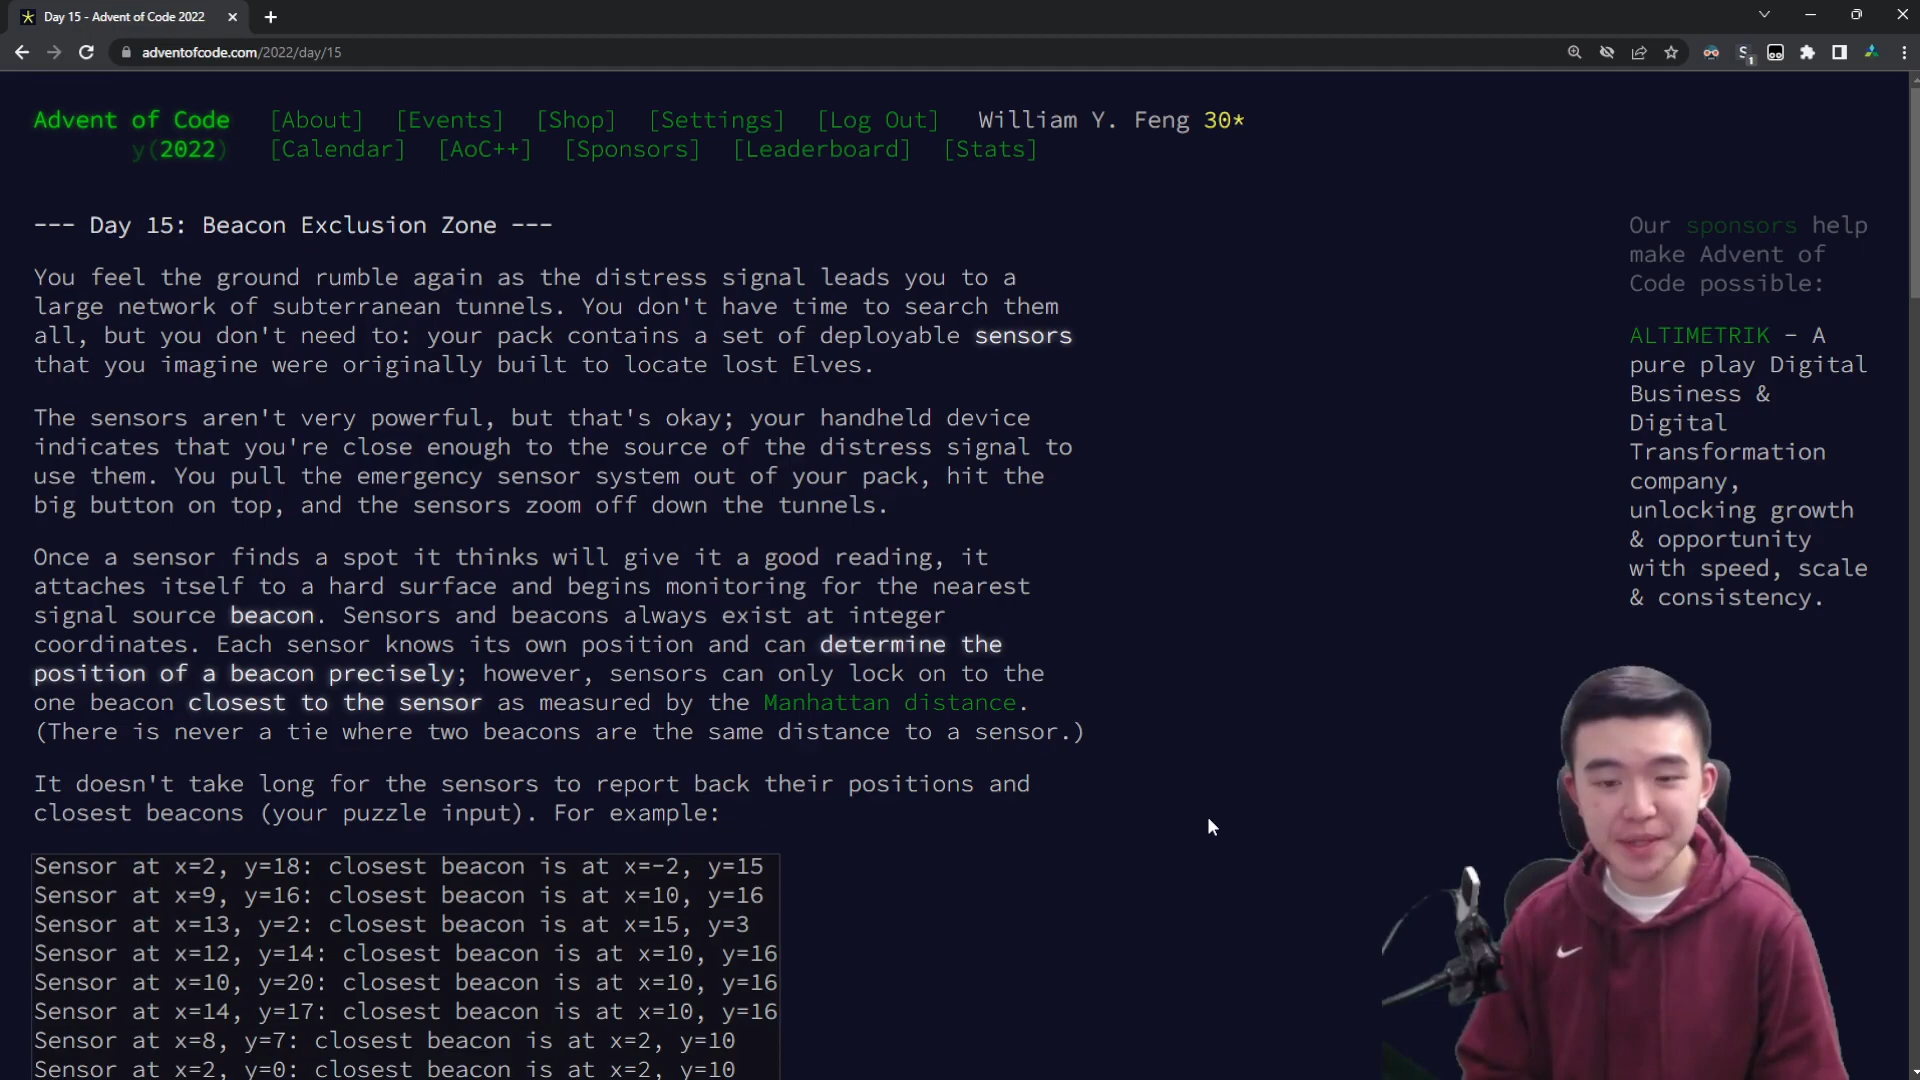 Day 15 - Advent of Code 2022
adventofcode.com/2022/day/15
Advent of Code [About] [Events] [Shop] [Settings] [Log Out] William Y. Feng 30*
y(2022) [Calendar] [AoC++] [Sponsors] [Leaderboard] [Stats]
--- Day 15: Beacon Exclusion Zone ---
You feel the ground rumble again as the distress signal leads you to a
large network of subterranean tunnels. You don't have time to search them
all, but you don't need to: your pack contains a set of deployable sensors
that you imagine were originally built to locate lost Elves.
The sensors aren't very powerful, but that's okay; your handheld device
indicates that you're close enough to the source of the distress signal to
use them. You pull the emergency sensor system out of your pack, hit the
big button on top, and the sensors zoom off down the tunnels.
Once a sensor finds a spot it thinks will give it a good reading, it
attaches itself to a hard surface and begins monitoring for the nearest
signal source beacon. Sensors and beacons always exist at integer
coordinates. Each sensor knows its own position and can determine the
position of a beacon precisely; however, sensors can only lock on to the
one beacon closest to the sensor as measured by the Manhattan distance.
(There is never a tie where two beacons are the same distance to a sensor.)
It doesn't take long for the sensors to report back their positions and
closest beacons (your puzzle input). For example:
Sensor at x=2, y=18: closest beacon is at x=-2, y=15
Sensor at x=9, y=16: closest beacon is at x=10, y=16
Sensor at x=13, y=2: closest beacon is at x=15, y=3
Sensor at x=12, y=14: closest beacon is at x=10, y=16
Sensor at x=10, y=20: closest beacon is at x=10, y=16
Sensor at x=14, y=17: closest beacon is at x=10, y=16
Sensor at x=8, y=7: closest beacon is at x=2, y=10
Sensor at x=2, y=0: closest beacon is at x=2, y=10
Our sponsors help
make Advent of
Code possible:
ALTIMETRIK - A
pure play Digital
Business &
Digital
Transformation
company,
unlocking growth
& opportunity
with speed, scale
& consistency.